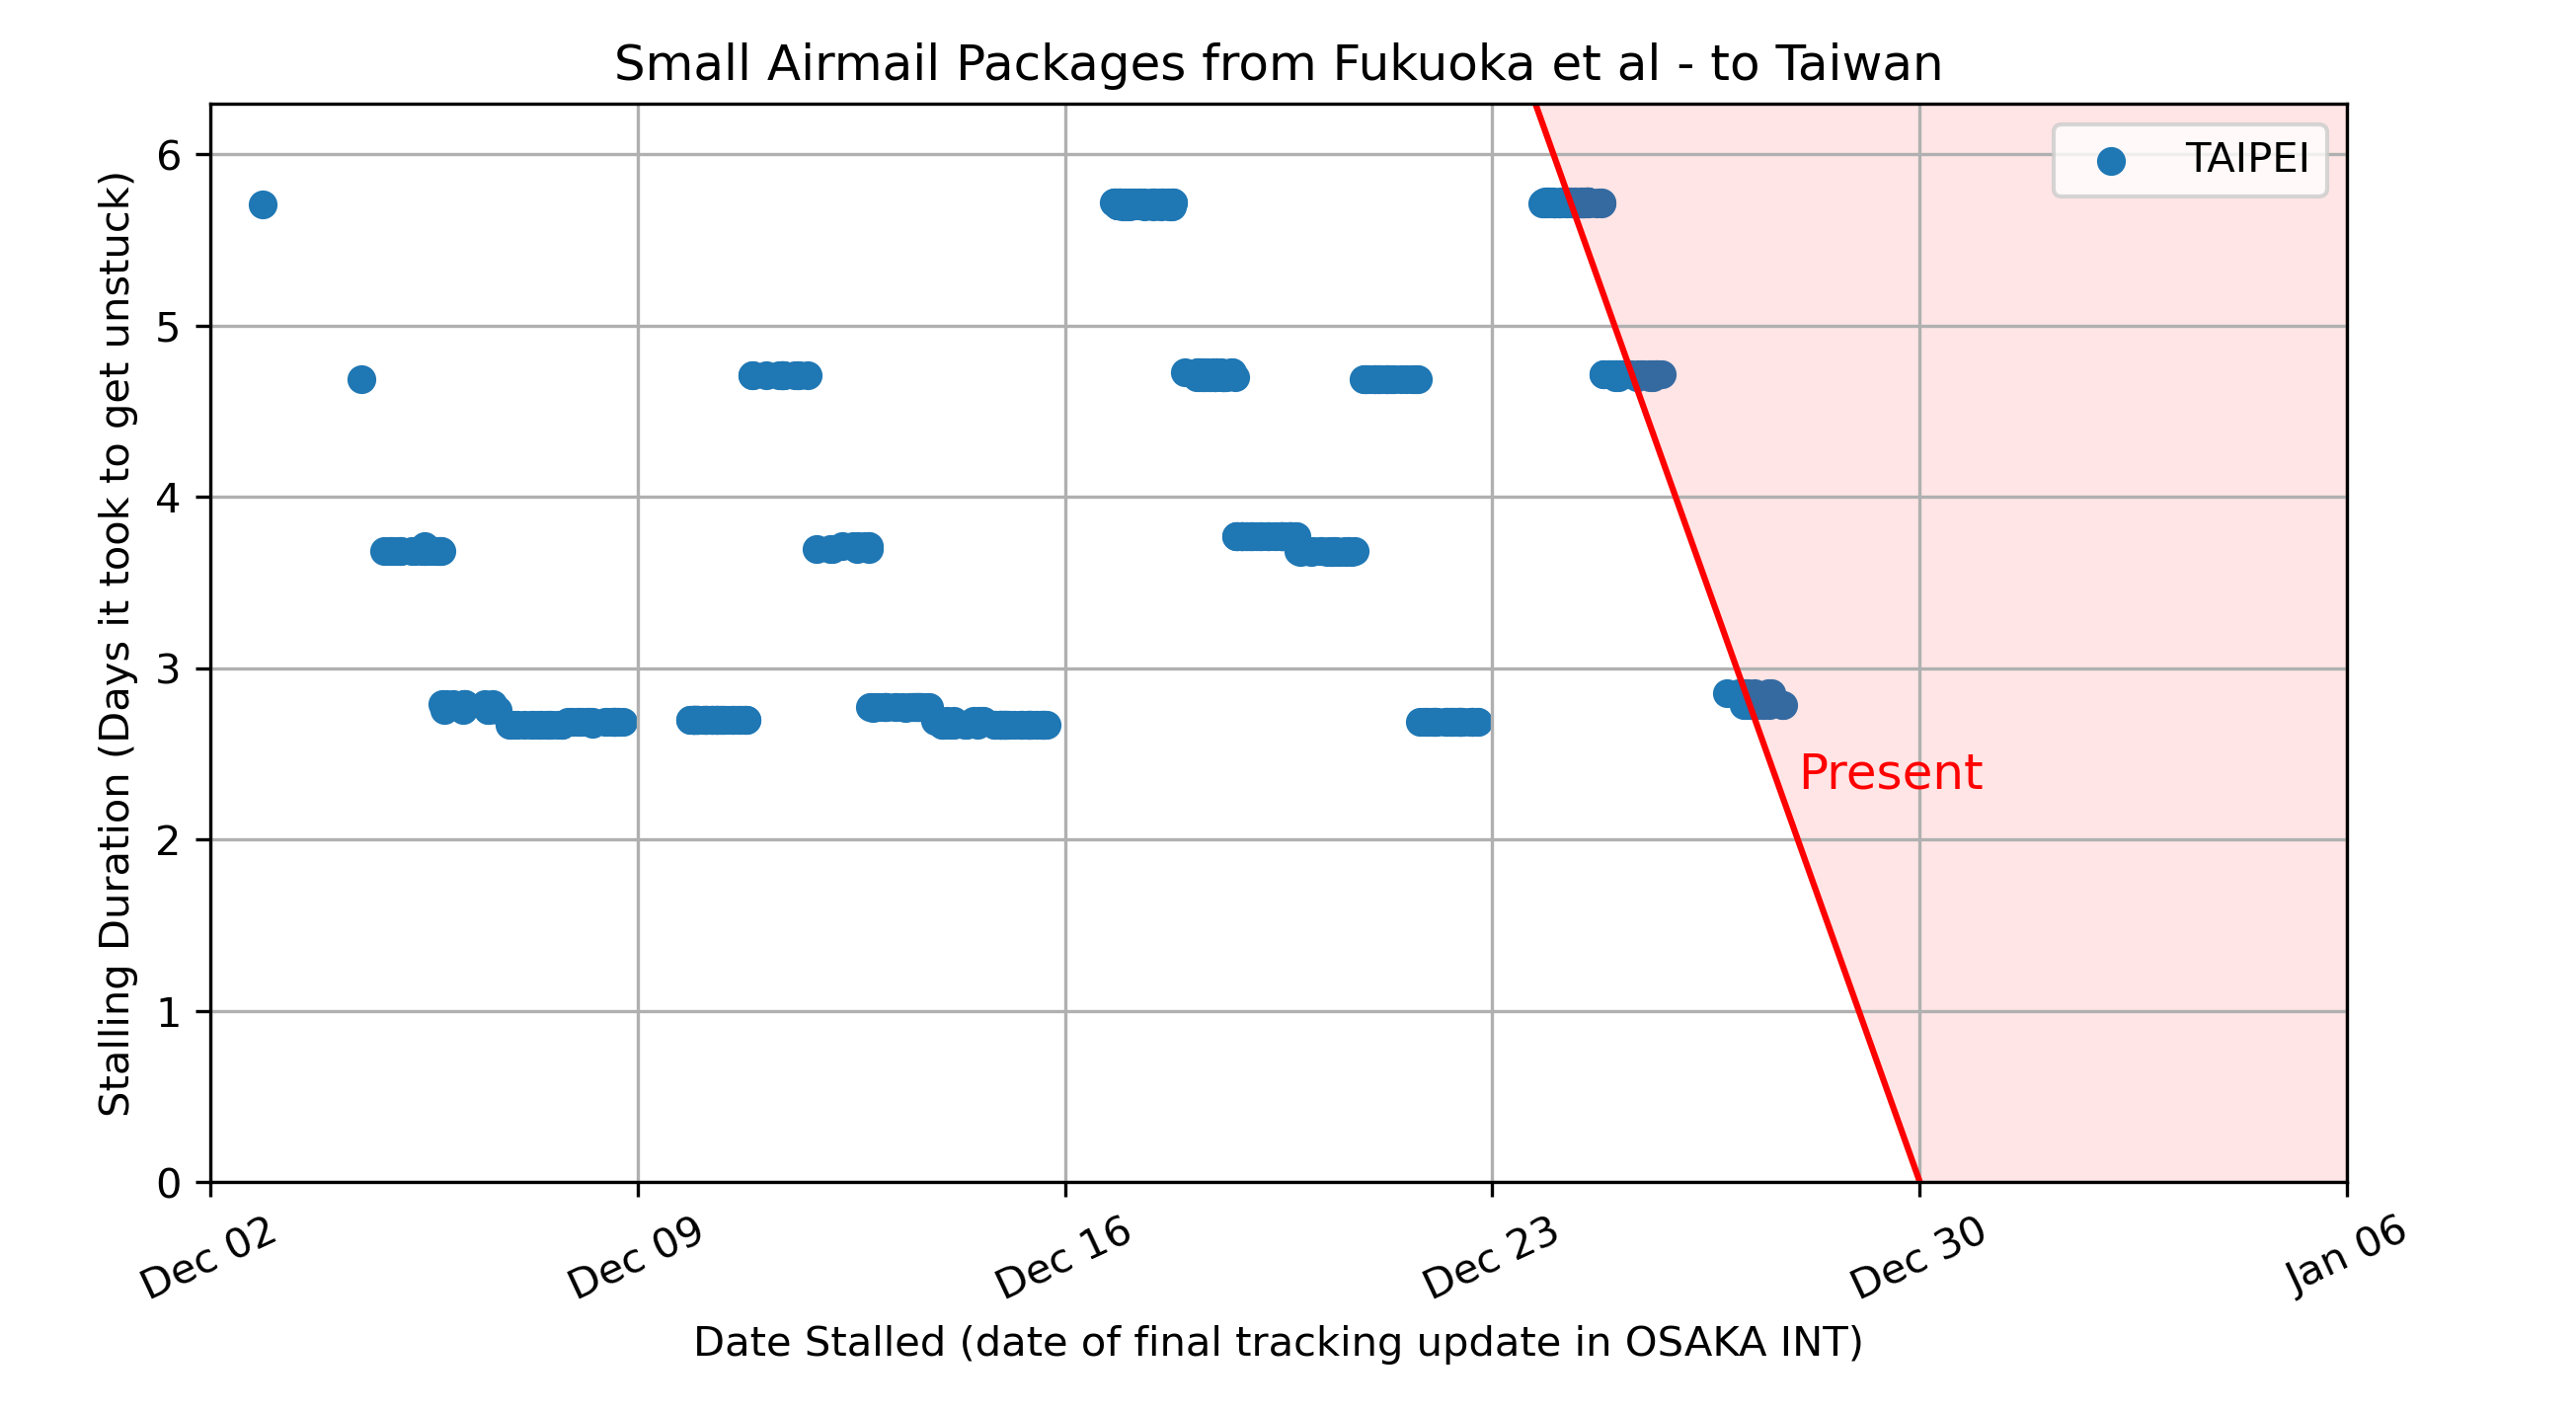 Small Airmail Packages from Fukuoka et al - to Taiwan
Stalling Duration (Days it took to get unstuck)
6
5
4
3
2
1
0
TAIPEI
Present
Dec 02
Dec 09
Dec 16
Dec 23
Dec 30
Jan 06
Date Stalled (date of final tracking update in OSAKA INT)